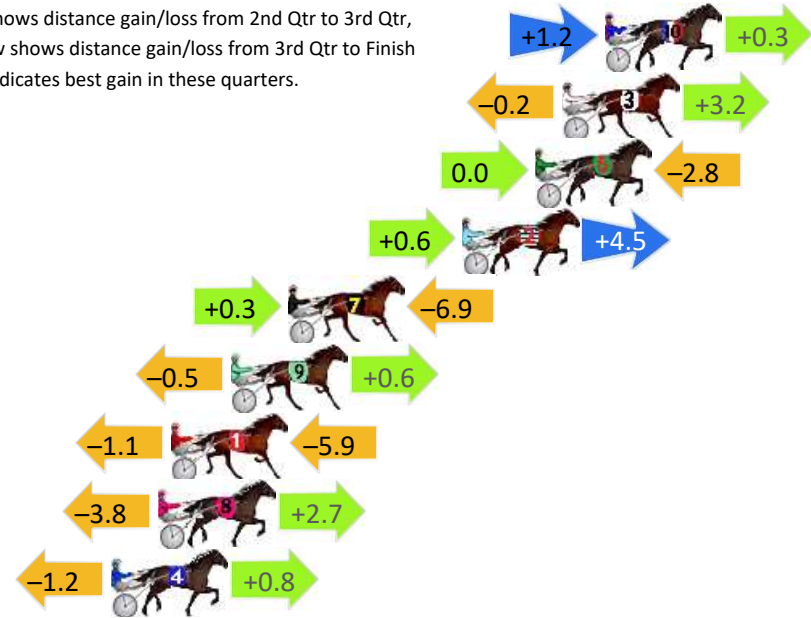 hows distance gain/loss from 2nd Qtr to 3rd Qtr,
w shows distance gain/loss from 3rd Qtr to Finish
dicates best gain in these quarters.
+1.2 10 +0.3
–0.2 3 +3.2
0.0 –2.8
+0.6 +4.5
+0.3 7 –6.9
–0.5 9 +0.6
–1.1 1 –5.9
–3.8 8 +2.7
–1.2 4 +0.8